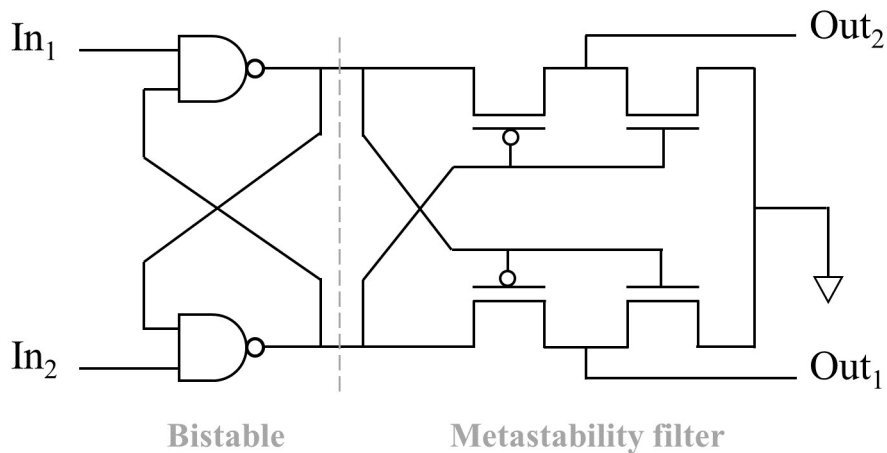 In₁
Out₂
In₂
Out₁
Bistable
Metastability filter